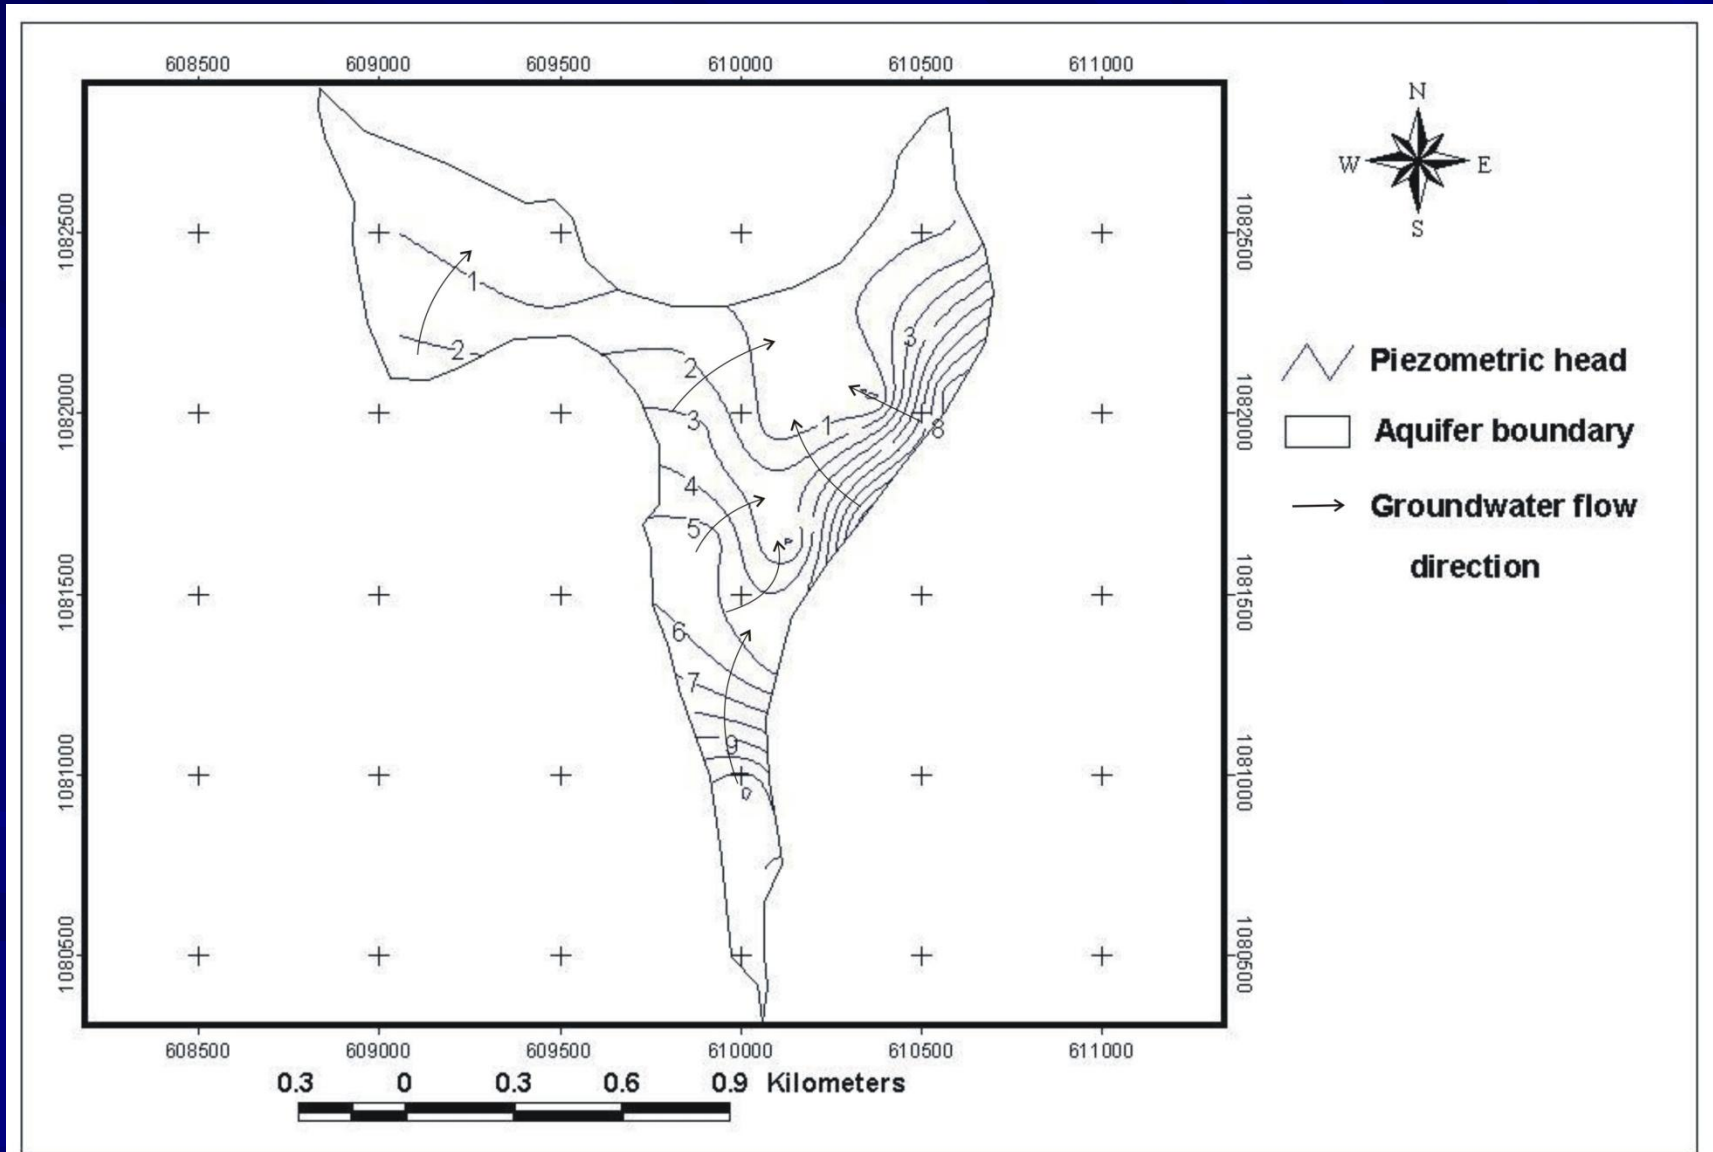 608500 609000 609500 610000 610500 611000
N
W E
S
1082500 1082500
1
3
2
2
Piezometric head
1082000 1082000
3
1
8
Aquifer boundary
4
5
Groundwater flow
direction
1081500 1081500
6
7
9
1081000 1081000
1080500 1080500
608500 609000 609500 610000 610500 611000
0.3 0 0.3 0.6 0.9 Kilometers